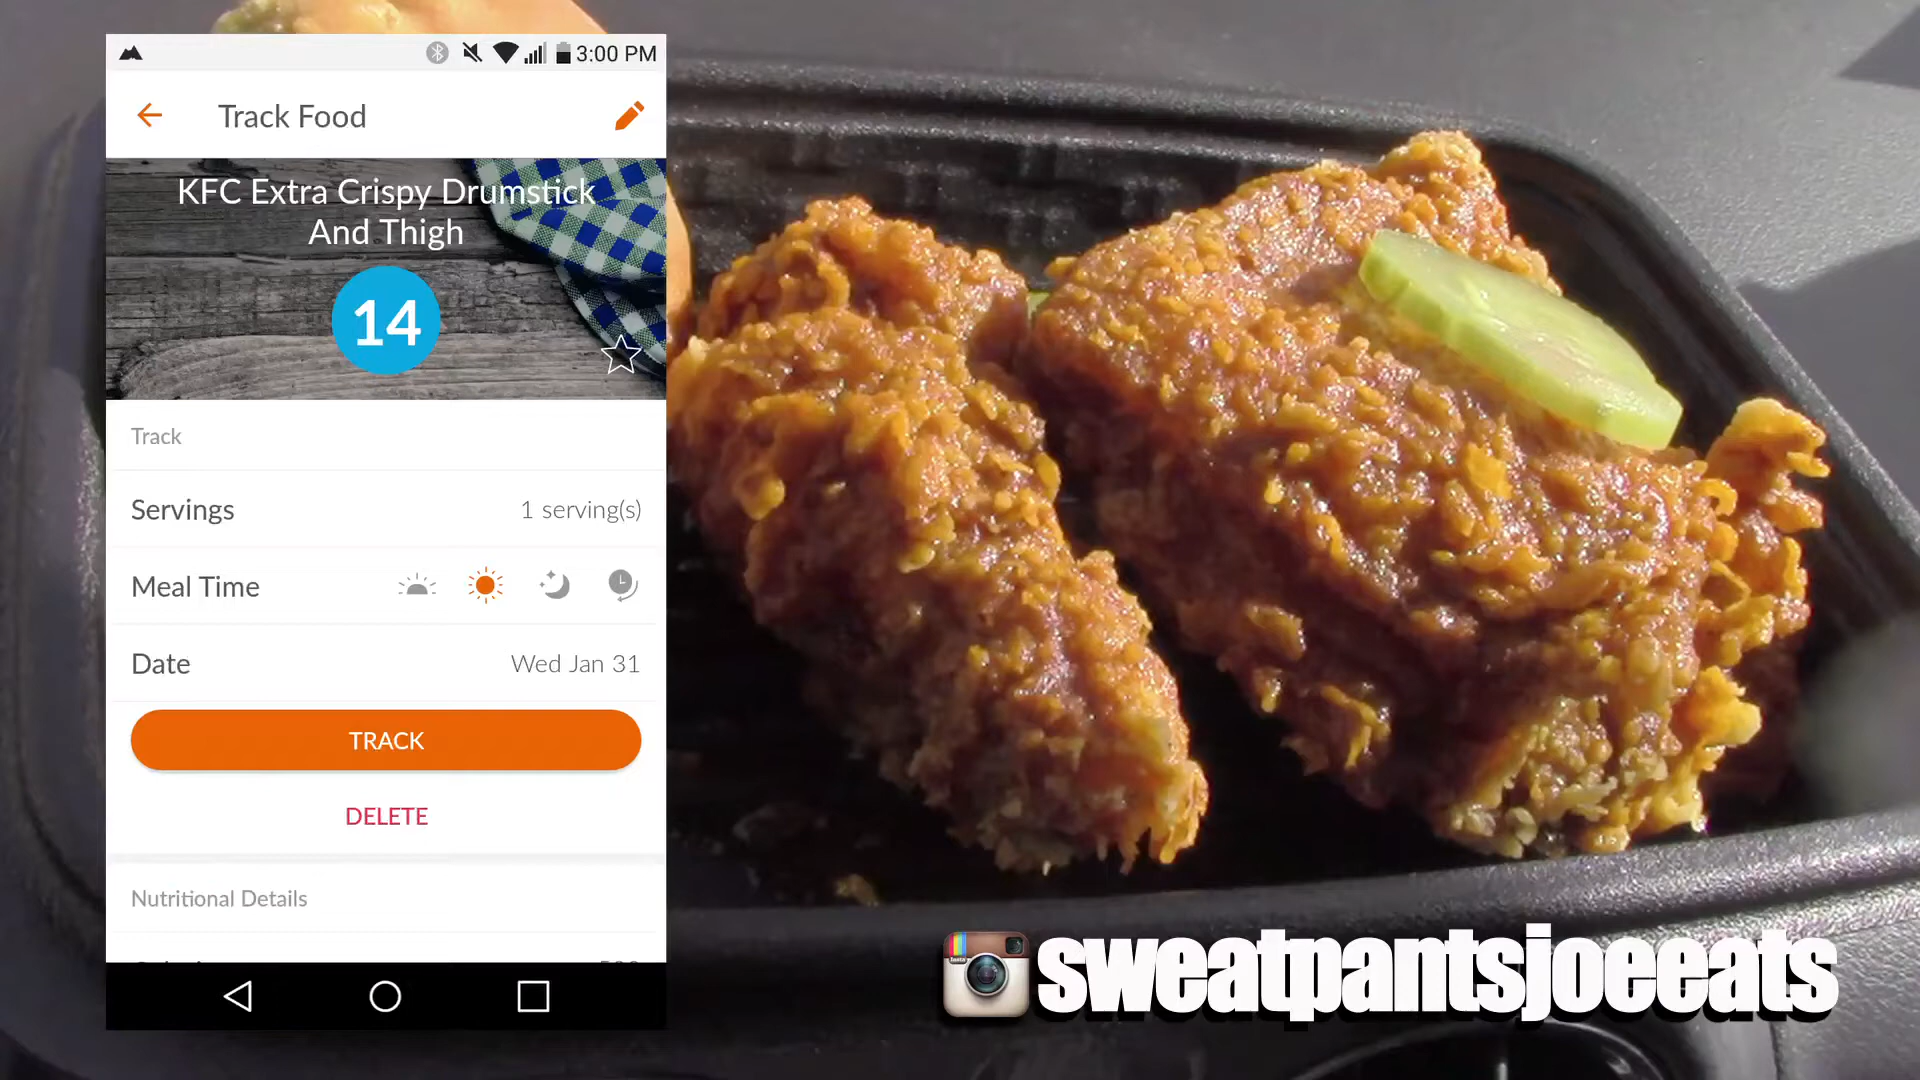 3:00 PM
Track Food
KFC Extra Crispy Drumstick
And Thigh
14
Track
Servings 1 serving(s)
Meal Time
Date Wed Jan 31
TRACK
DELETE
Nutritional Details
sweatpantsjoeeats